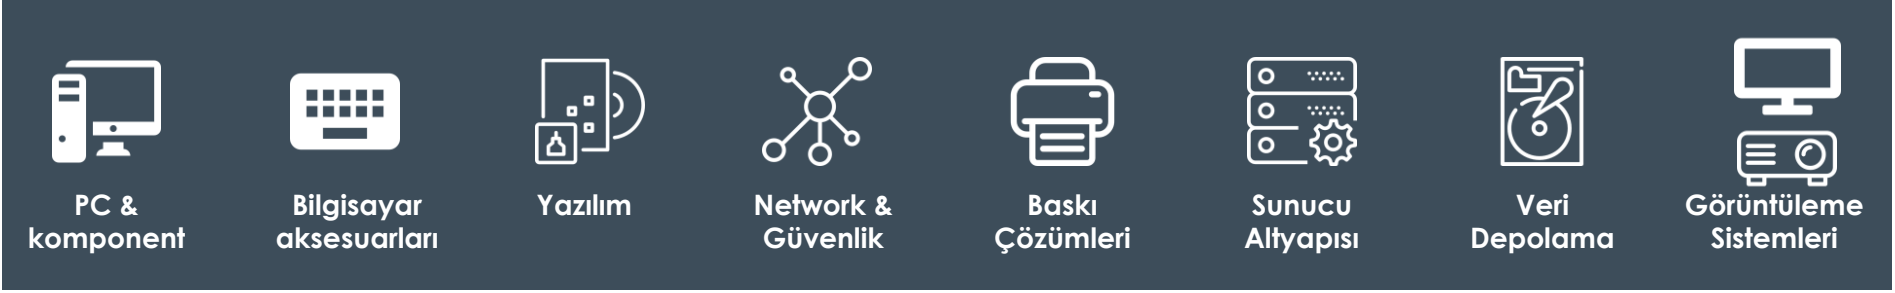 PC &
komponent
Bilgisayar
aksesuarları
Yazılım
Network &
Güvenlik
Baskı
Çözümleri
Sunucu
Altyapısı
Veri
Depolama
Görüntüleme
Sistemleri